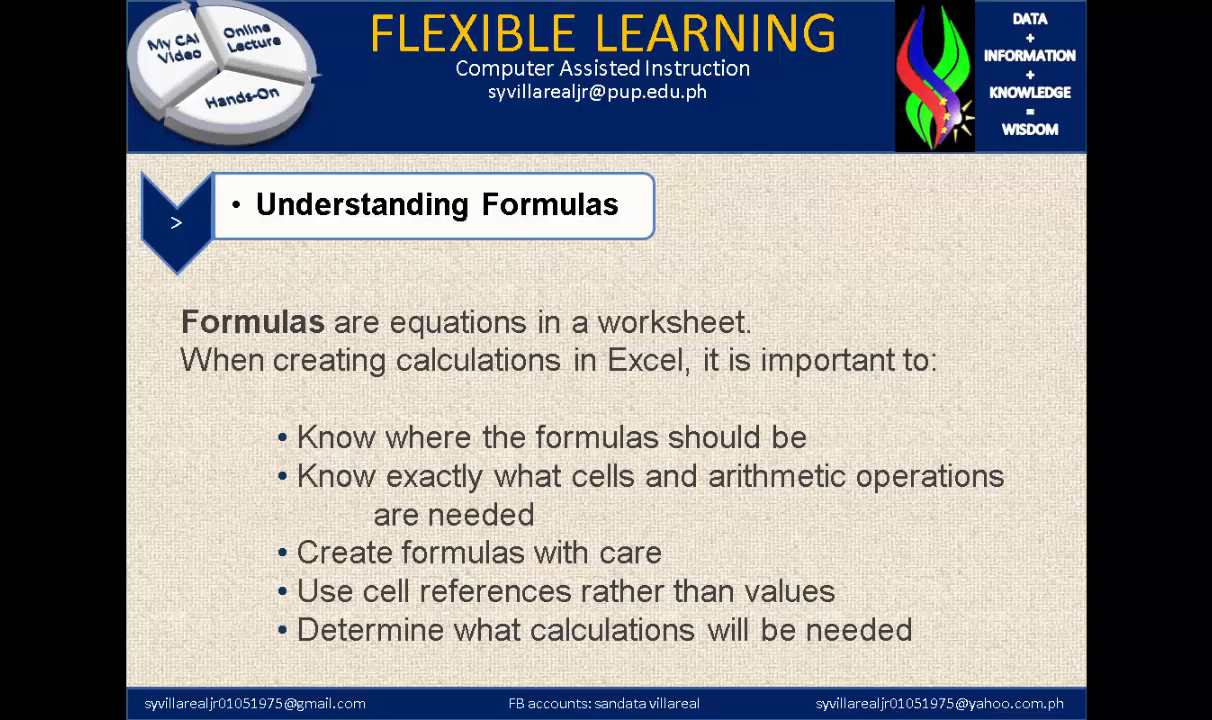 My CAI
Video
Online
Lecture
Hands-On
FLEXIBLE LEARNING
Computer Assisted Instruction
syvillarealjr@pup.edu.ph
DATA
+
INFORMATION
+
KNOWLEDGE
=
WISDOM
>
• Understanding Formulas
Formulas are equations in a worksheet.
When creating calculations in Excel, it is important to:
• Know where the formulas should be
• Know exactly what cells and arithmetic operations
are needed
• Create formulas with care
• Use cell references rather than values
• Determine what calculations will be needed
syvillarealjr01051975@gmail.com
FB accounts: sandata villareal
syvillarealjr01051975@yahoo.com.ph